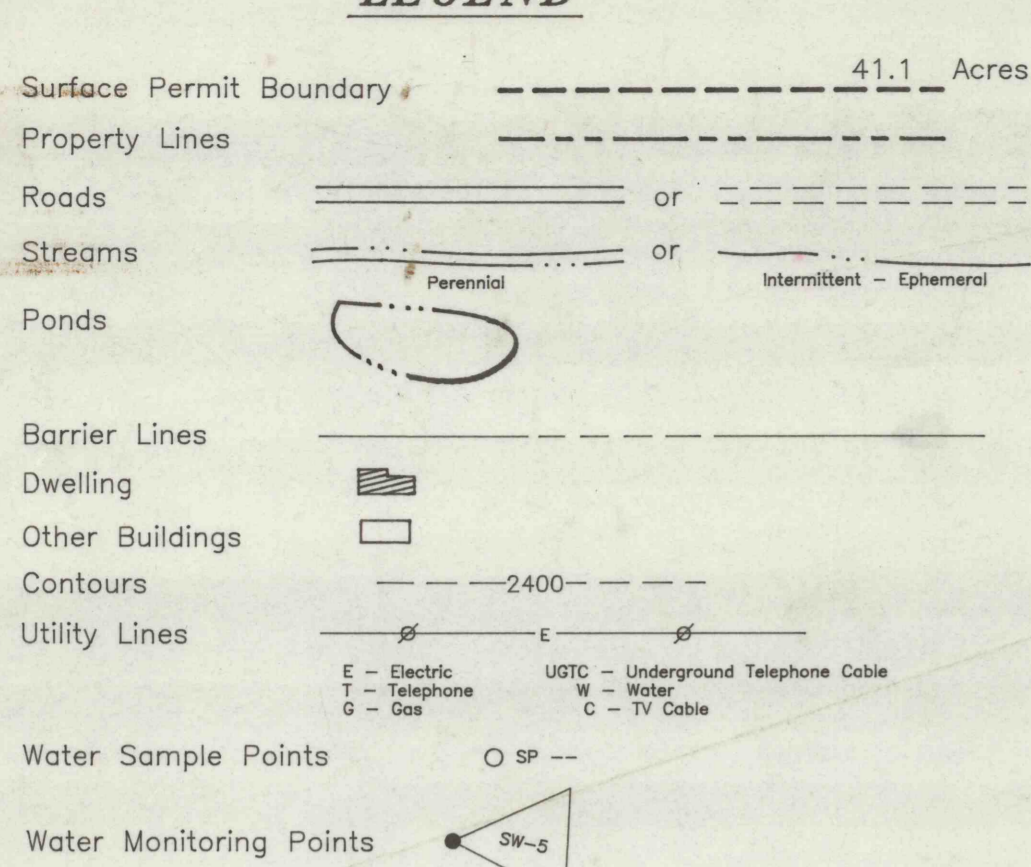 LEGEND
Surface Permit Boundary 41.1 Acres
Property Lines
Roads or
Streams or
Perennial Intermittent - Ephemeral
Ponds
Barrier Lines
Dwelling
Other Buildings
Contours 2400
Utility Lines E
E - Electric UGTC - Underground Telephone Cable
T - Telephone W - Water
G - Gas C - TV Cable
Water Sample Points SP --
Water Monitoring Points SW-5